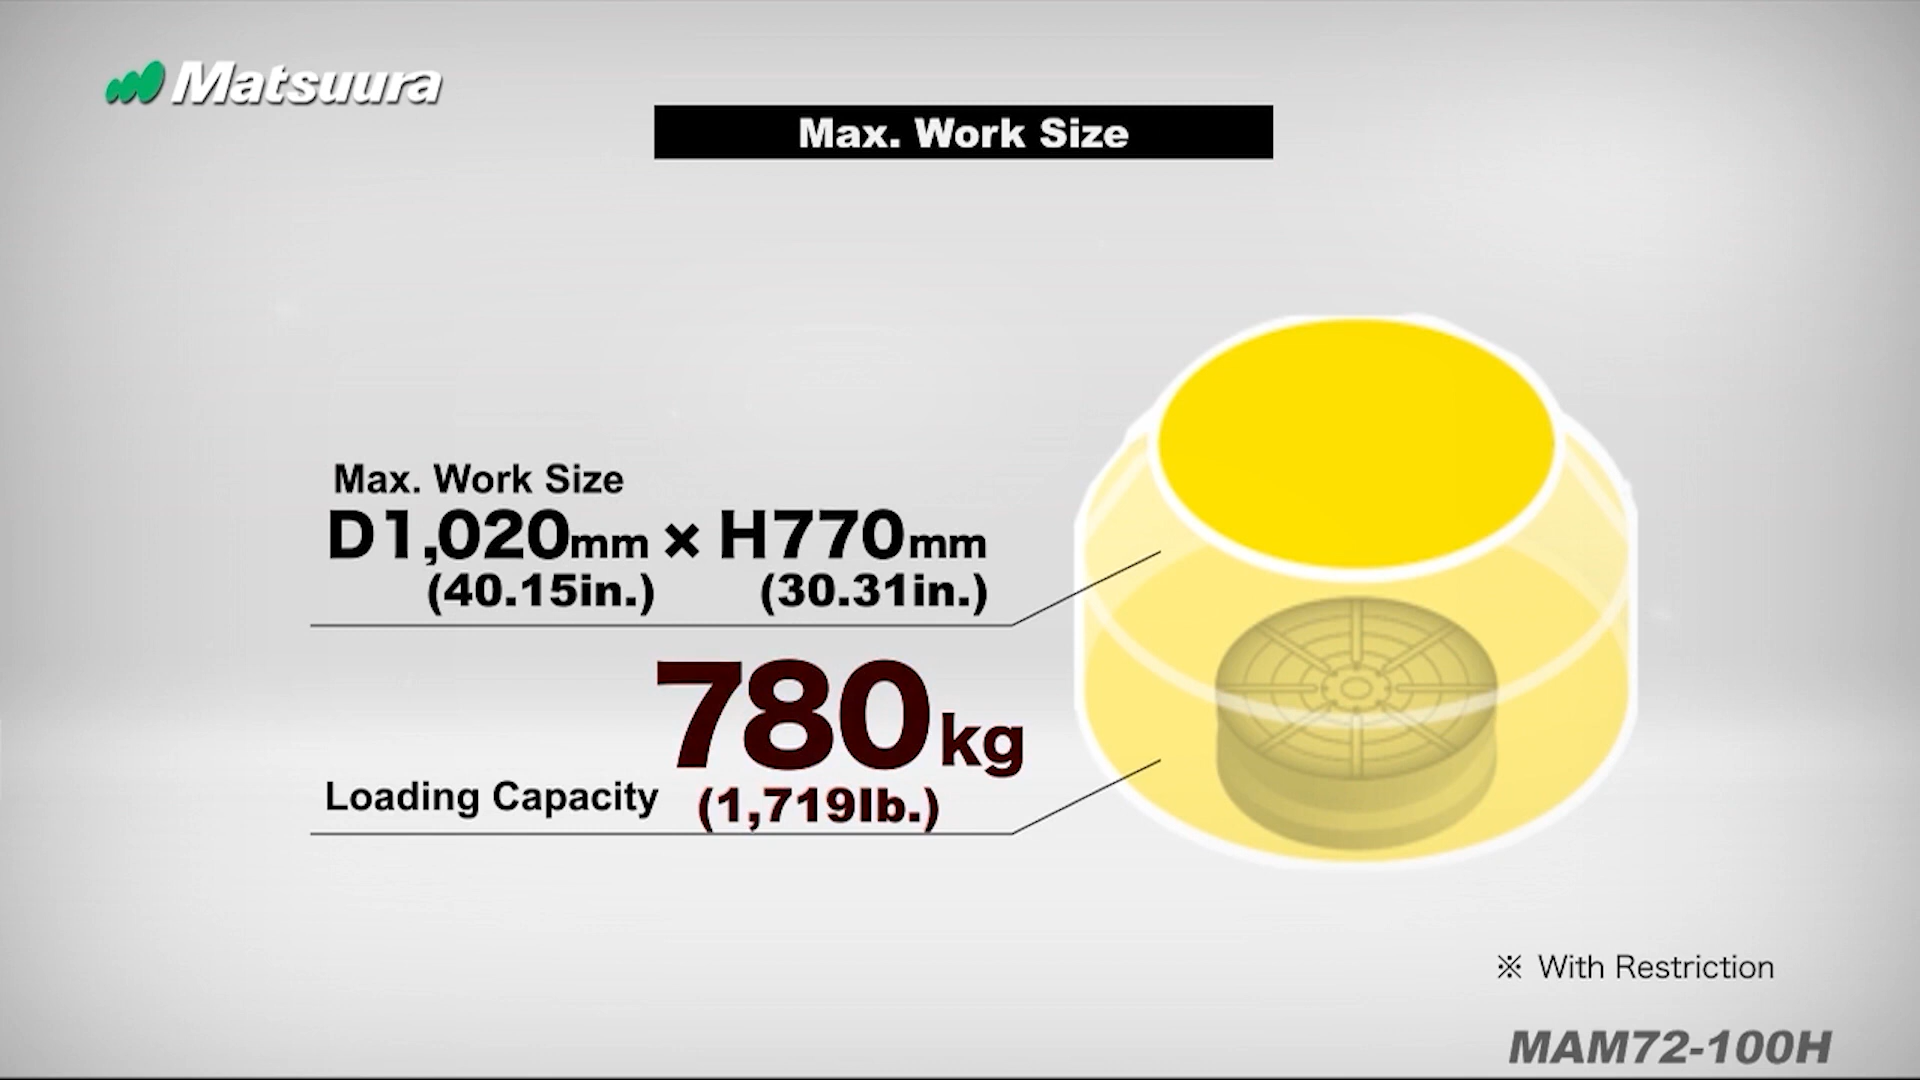 Matsuura
Max. Work Size
Max. Work Size
D1,020mm × H770mm
(40.15in.) (30.31in.)
780kg
Loading Capacity (1,719lb.)
※ With Restriction
MAM72-100H